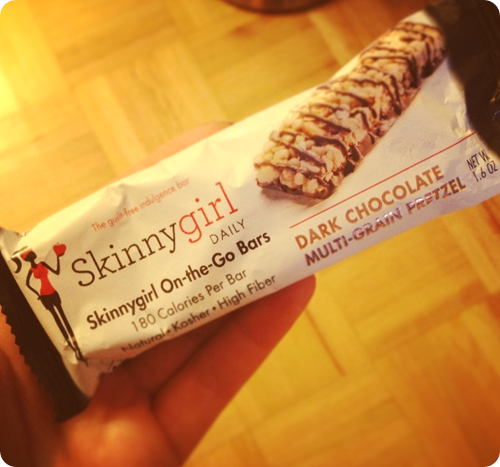 The guilt-free indulgence bar
Skinnygirl
DAILY
Skinnygirl On-the-Go Bars
180 Calories Per Bar
Natural • Kosher • High Fiber
DARK CHOCOLATE
MULTI-GRAIN PRETZEL
NET
1.6 OZ